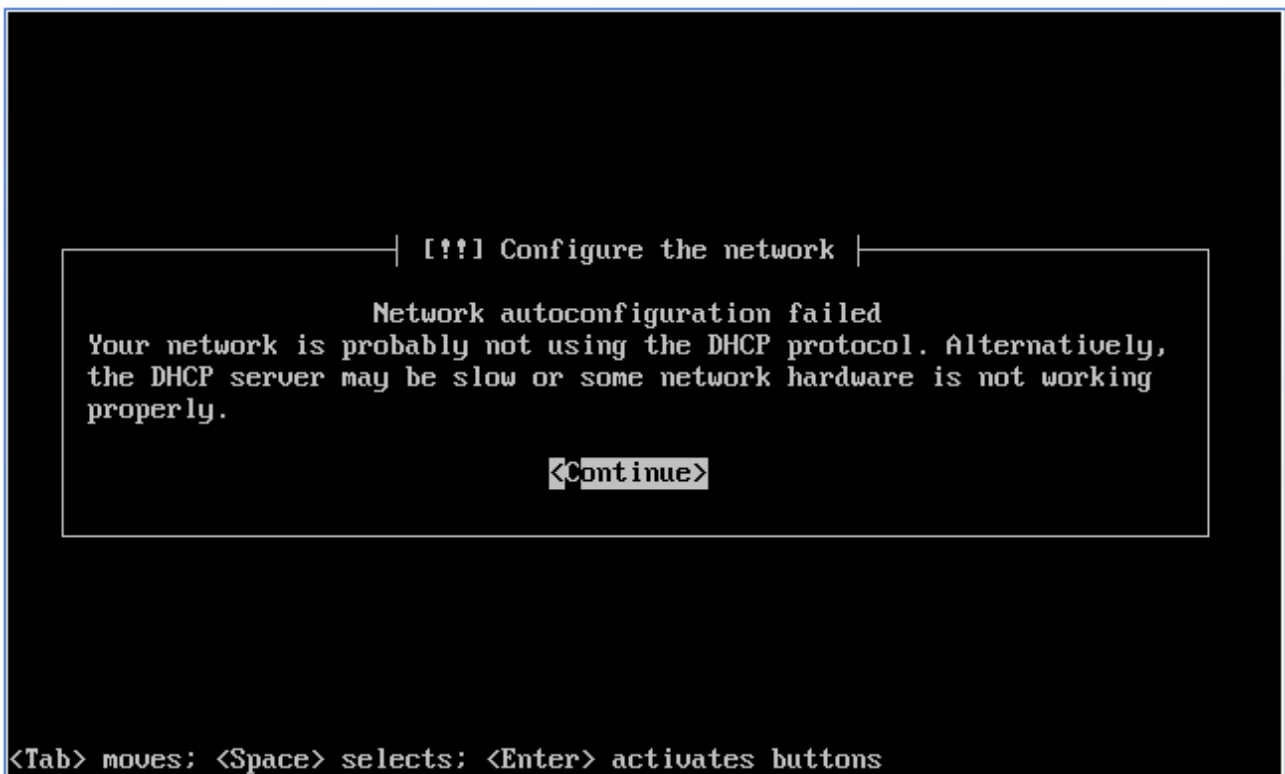 [!!] Configure the network
Network autoconfiguration failed
Your network is probably not using the DHCP protocol. Alternatively,
the DHCP server may be slow or some network hardware is not working
properly.
<Continue>
<Tab> moves; <Space> selects; <Enter> activates buttons